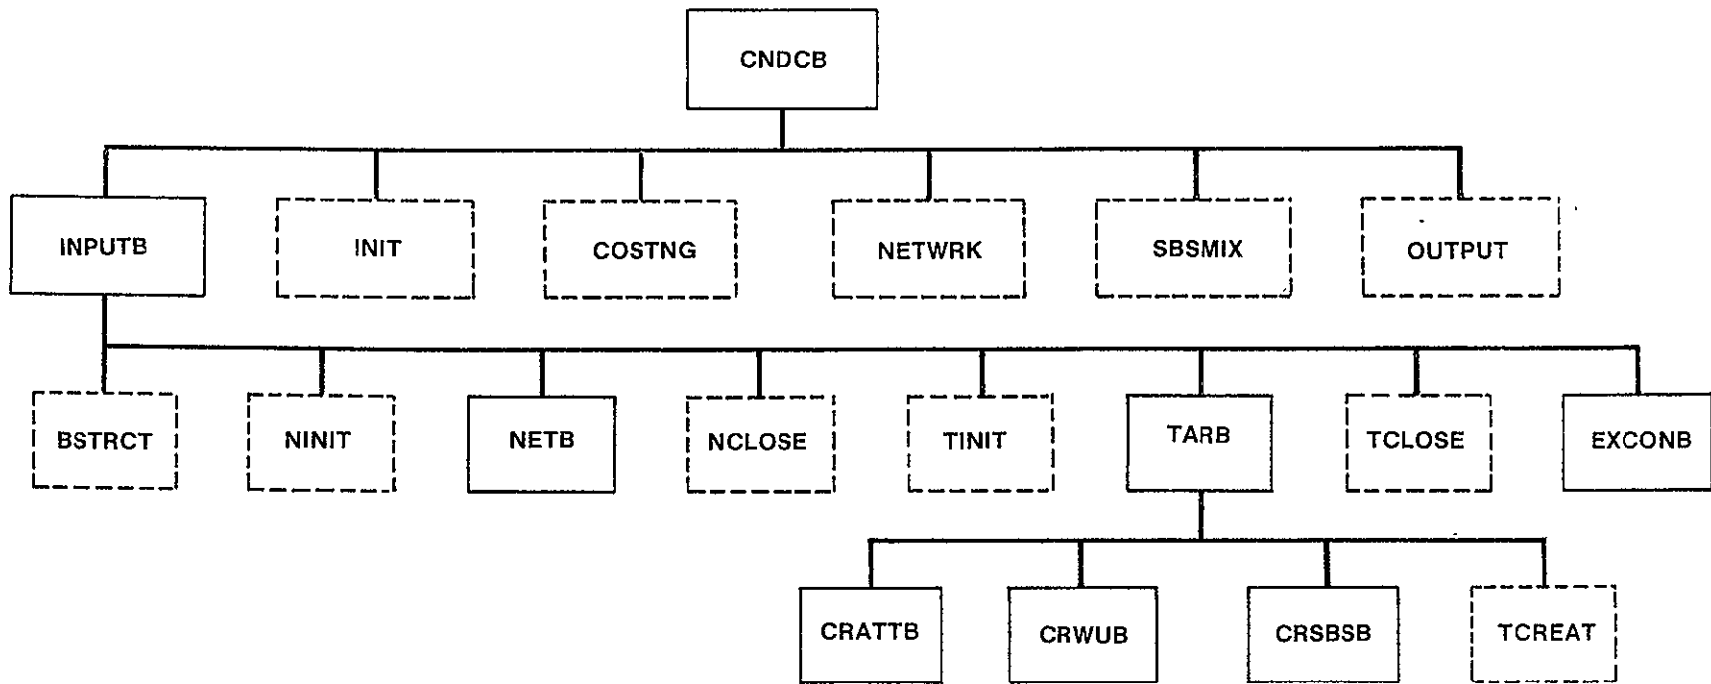 CNDCB
INPUTB
INIT
COSTNG
NETWRK
SBSMIX
OUTPUT
BSTRCT
NINIT
NETB
NCLOSE
TINIT
TARB
TCLOSE
EXCONB
CRATTB
CRWUB
CRSBSB
TCREAT